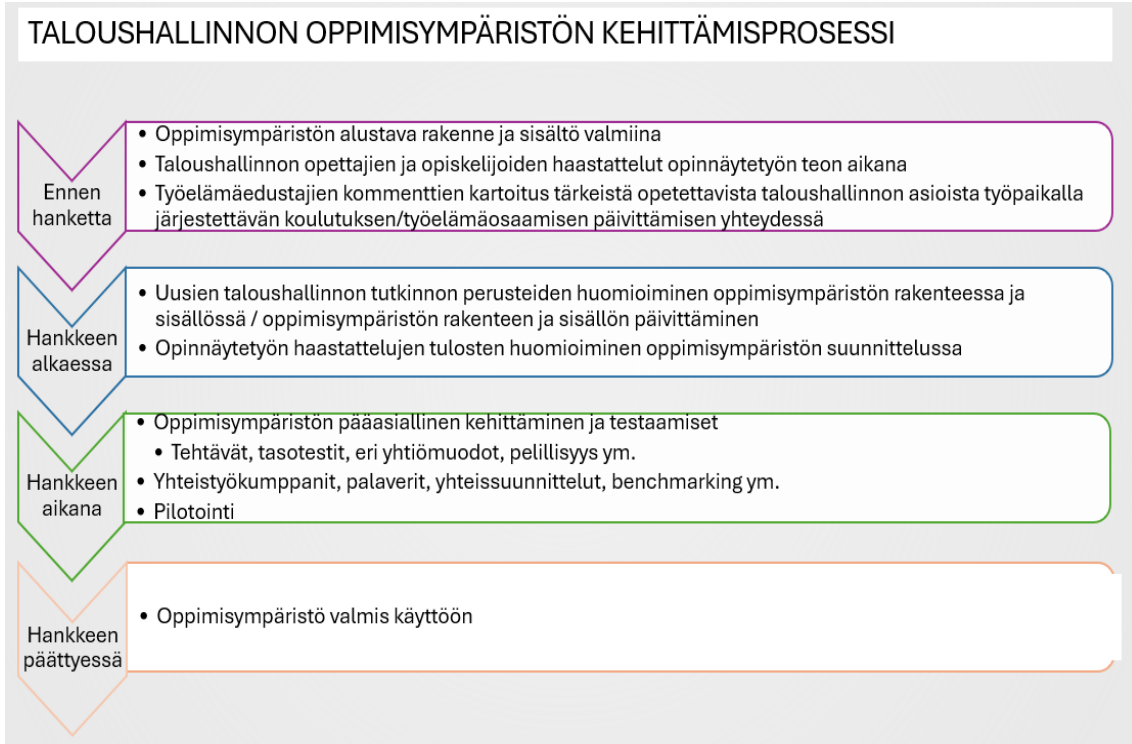 TALOUSHALLINNON OPPIMISYMPÄRISTÖN KEHITTÄMISPROSESSI
Ennen
hanketta
• Oppimisympäristön alustava rakenne ja sisältö valmiina
• Taloushallinnon opettajien ja opiskelijoiden haastattelut opinnäytetyön teon aikana
• Työelämäedustajien kommenttien kartoitus tärkeistä opetettavista taloushallinnon asioista työpaikalla
järjestettävän koulutuksen/työelämäosaamisen päivittämisen yhteydessä
Hankkeen
alkaessa
• Uusien taloushallinnon tutkinnon perusteiden huomioiminen oppimisympäristön rakenteessa ja
sisällössä / oppimisympäristön rakenteen ja sisällön päivittäminen
• Opinnäytetyön haastattelujen tulosten huomioiminen oppimisympäristön suunnittelussa
Hankkeen
aikana
• Oppimisympäristön pääasiallinen kehittäminen ja testaamiset
• Tehtävät, tasotestit, eri yhtiömuodot, pelillisyys ym.
• Yhteistyökumppanit, palaverit, yhteissuunnittelut, benchmarking ym.
• Pilotointi
Hankkeen
päättyessä
• Oppimisympäristö valmis käyttöön